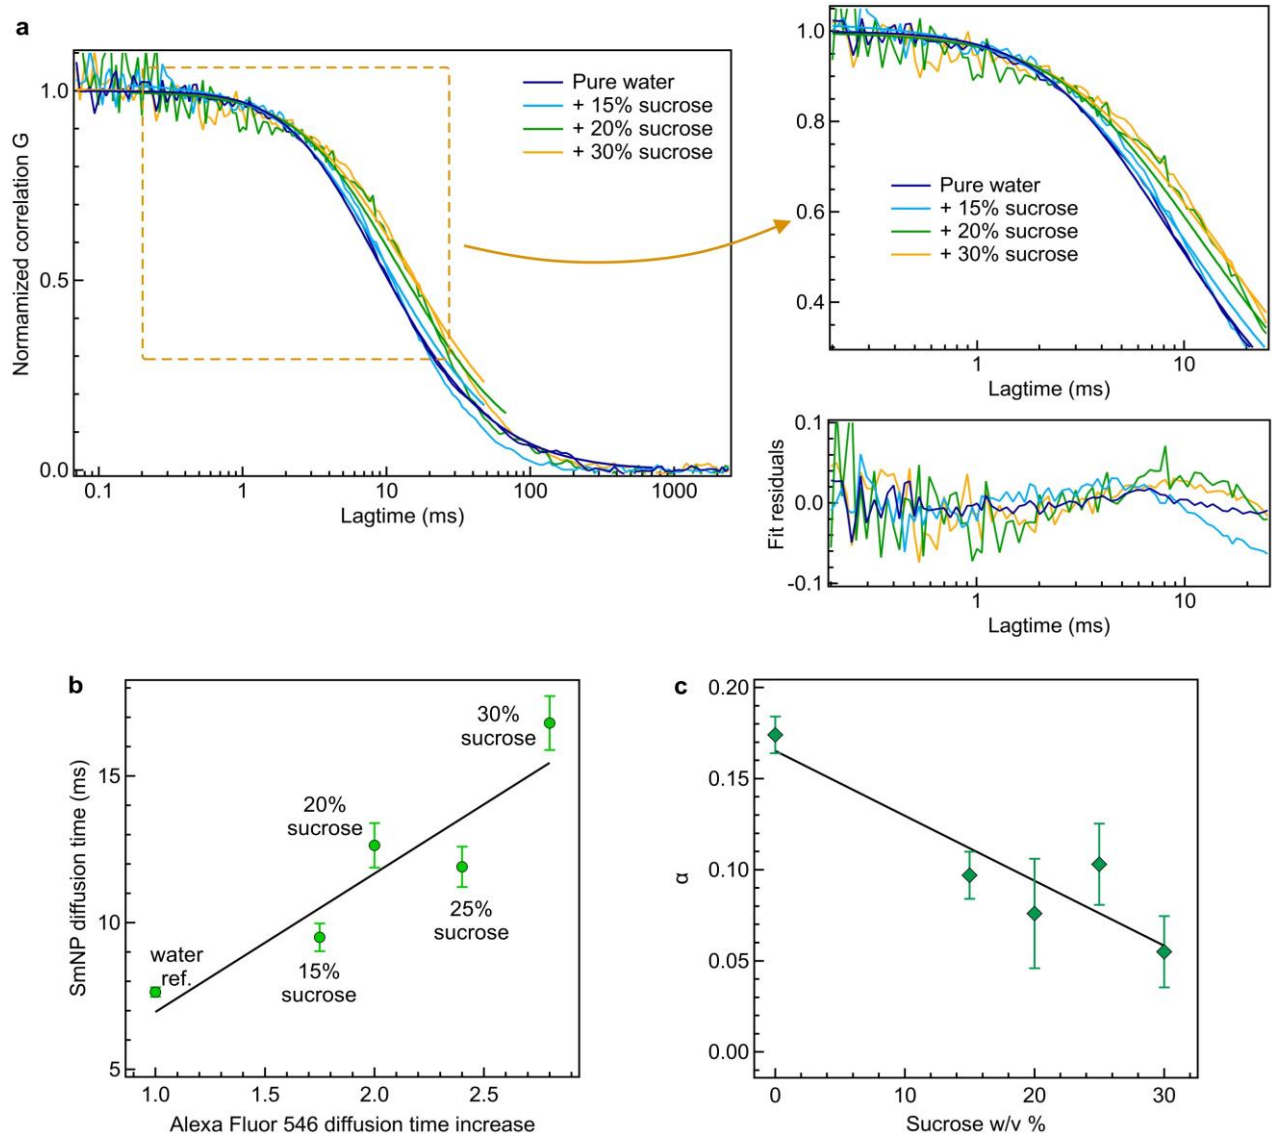 a
1.0
0.5
0.0
0.1
1
10
100
1000
Normamized correlation G
Lagtime (ms)
Pure water
+ 15% sucrose
+ 20% sucrose
+ 30% sucrose
1.0
0.8
0.6
0.4
1
10
Lagtime (ms)
Pure water
+ 15% sucrose
+ 20% sucrose
+ 30% sucrose
0.1
0.0
-0.1
Fit residuals
1
10
Lagtime (ms)
b
15
10
5
SmNP diffusion time (ms)
water
ref.
15%
sucrose
20%
sucrose
25%
sucrose
30%
sucrose
1.0
1.5
2.0
2.5
Alexa Fluor 546 diffusion time increase
c
0.20
0.15
0.10
0.05
0.00
α
0
10
20
30
Sucrose w/v %